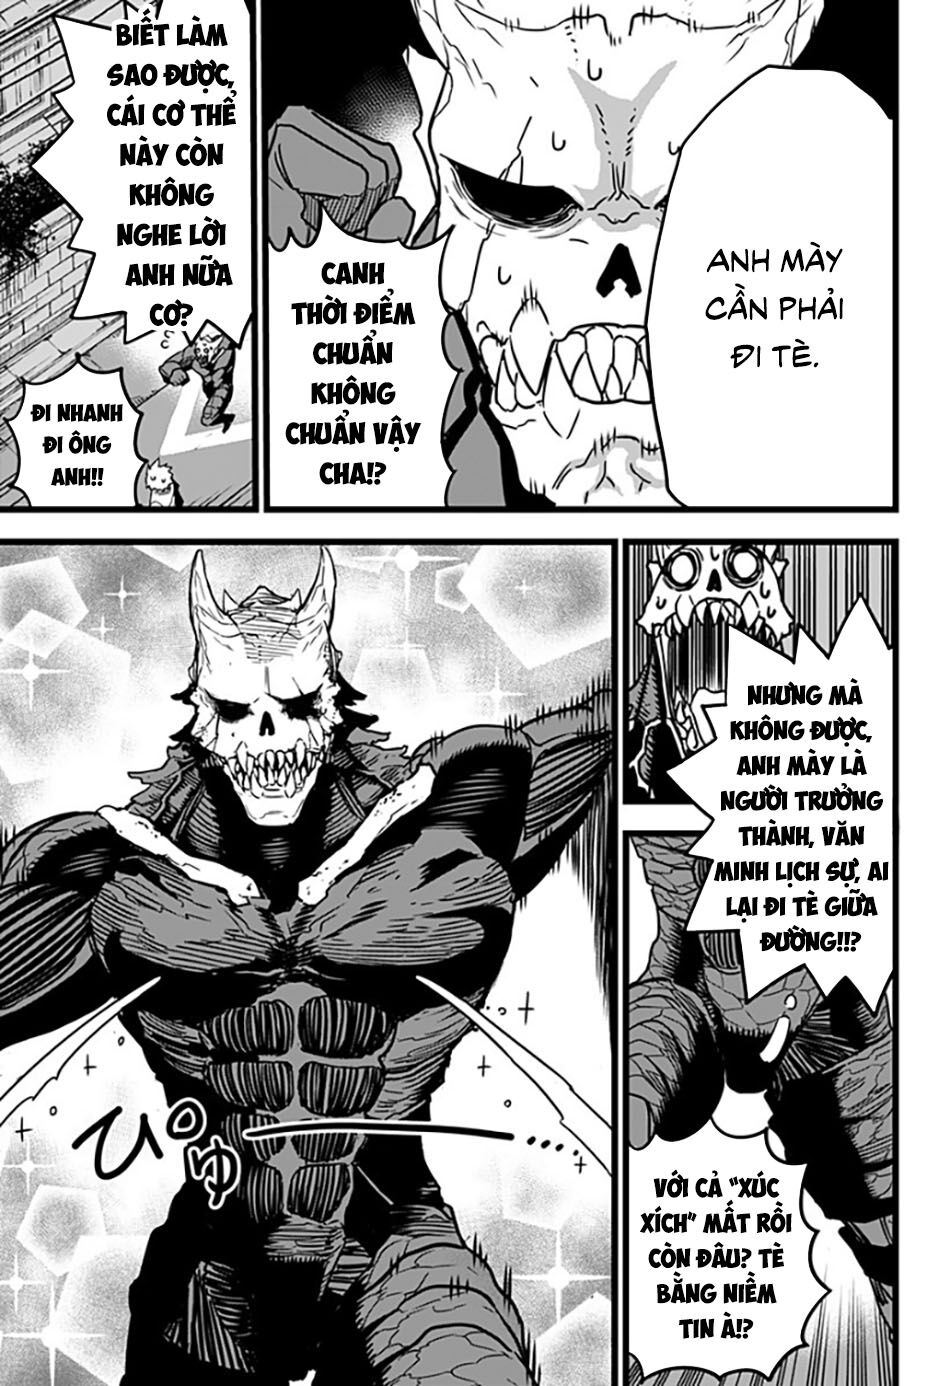 ANH MÀY
CẦN PHẢI
ĐI TÈ.
CANH
THỜI ĐIỂM
CHUẨN
KHÔNG
CHUẨN VẬY
CHA!?
BIẾT LÀM
SAO ĐƯỢC,
CÁI CƠ THỂ
NÀY CÒN
KHÔNG
NGHE LỜI
ANH NỮA
CƠ?
ĐI NHANH
ĐI ÔNG
ANH!!
NHƯNG MÀ
KHÔNG ĐƯỢC,
ANH MÀY LÀ
NGƯỜI TRƯỞNG
THÀNH, VĂN
MINH LỊCH SỰ, AI
LẠI ĐI TÈ GIỮA
ĐƯỜNG!!!?
VỚI CẢ “XÚC
XÍCH” MẤT RỒI
CÒN ĐÂU? TÈ
BẰNG NIỀM
TIN À!?
ぴゅ